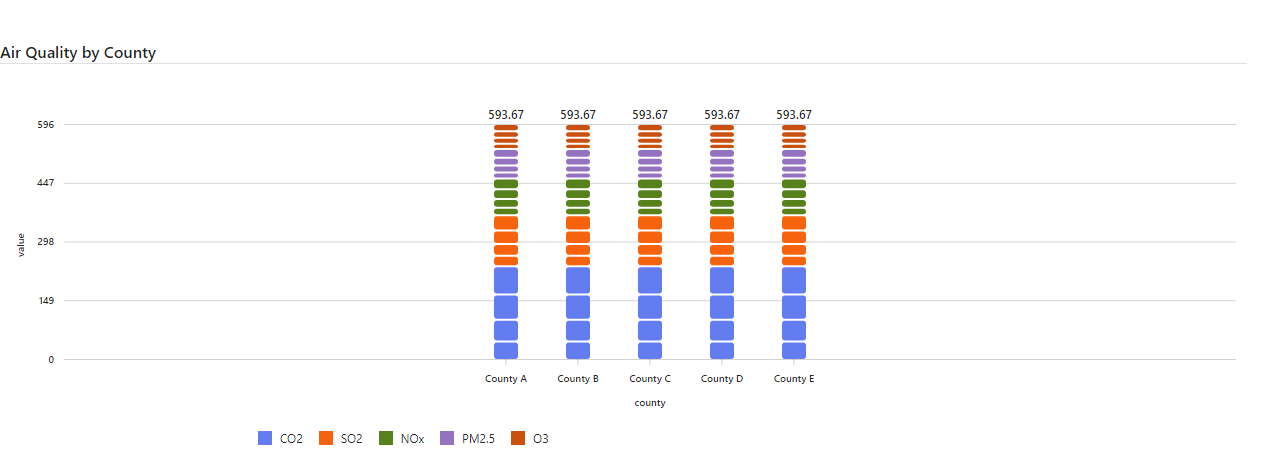 Air Quality by County
593.67 593.67 593.67 593.67 593.67
596
447
298
149
0
value
County A County B County C County D County E
county
CO2 SO2 NOx PM2.5 O3